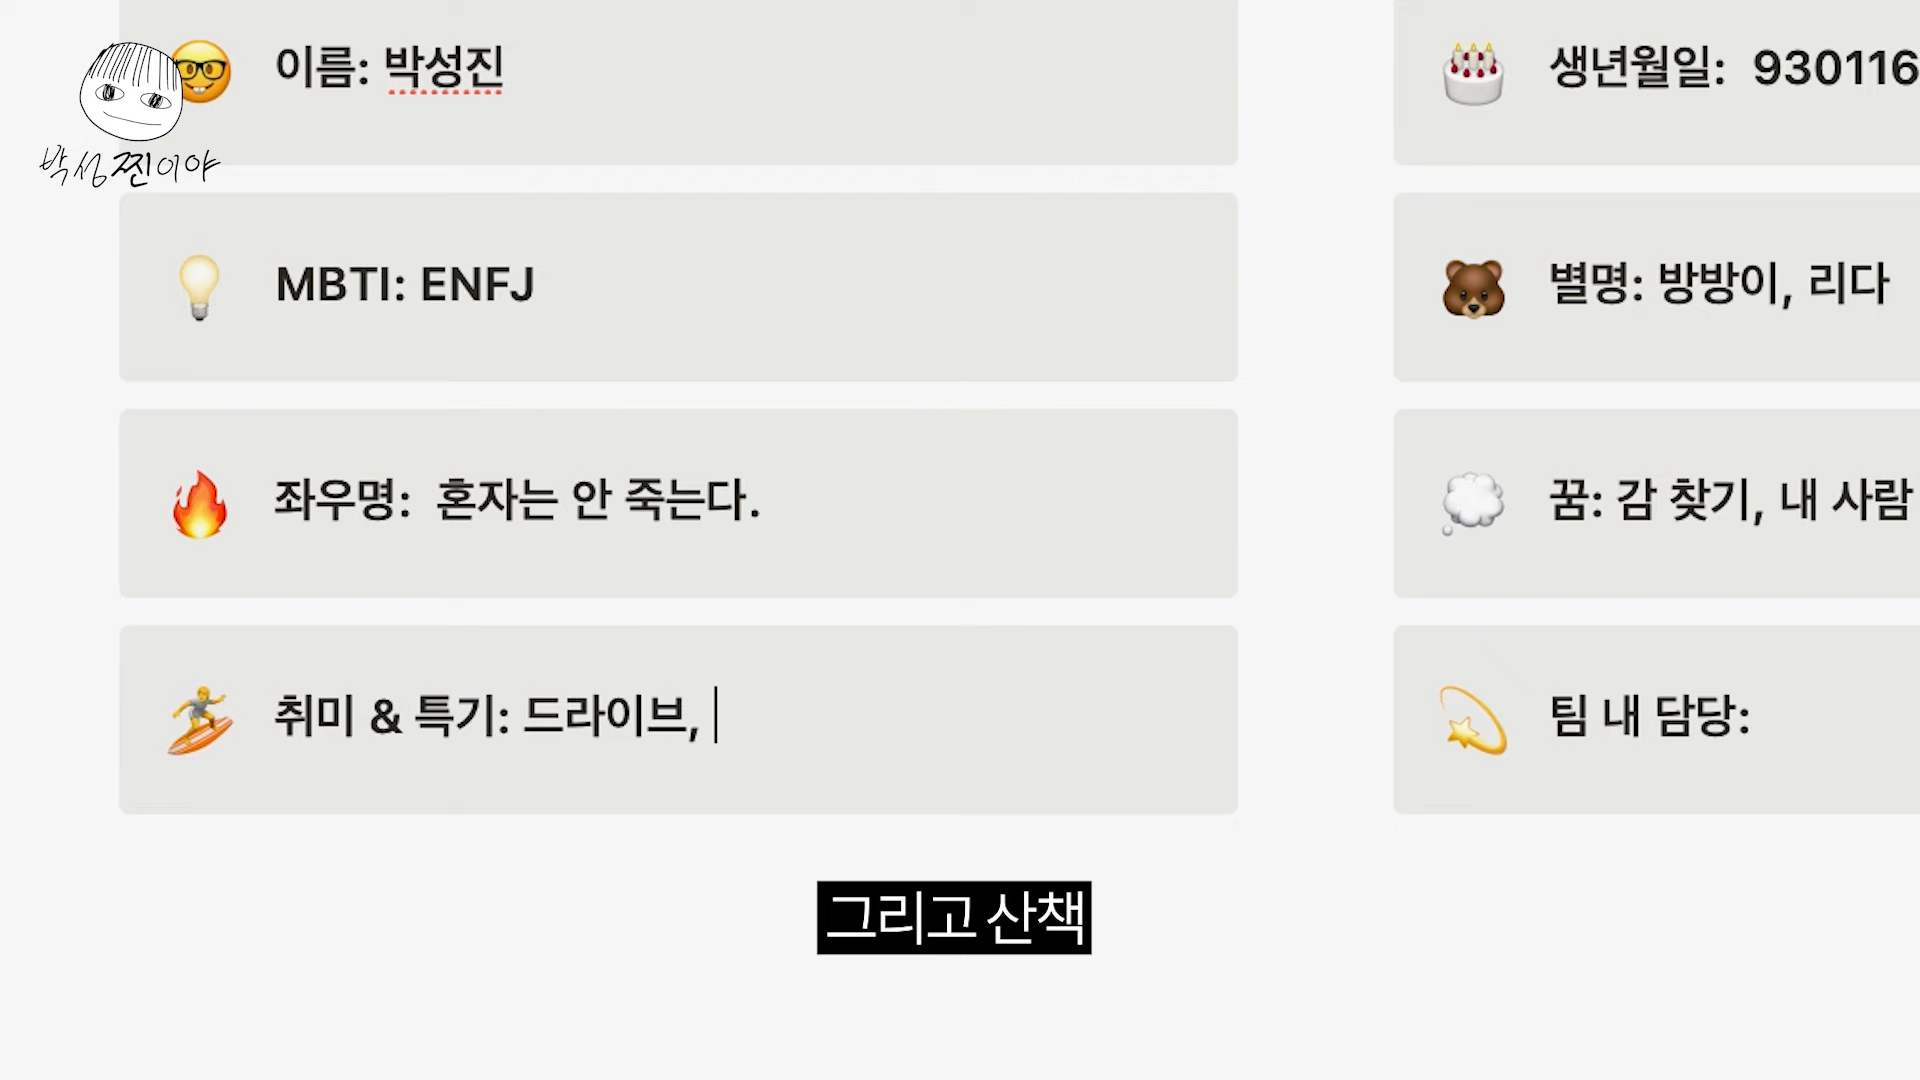 박성찐이야
이름: 박성진
생년월일: 930116
MBTI: ENFJ
별명: 방방이, 리다
좌우명: 혼자는 안 죽는다.
꿈: 감 찾기, 내 사람
취미 & 특기: 드라이브,
팀 내 담당:
그리고 산책